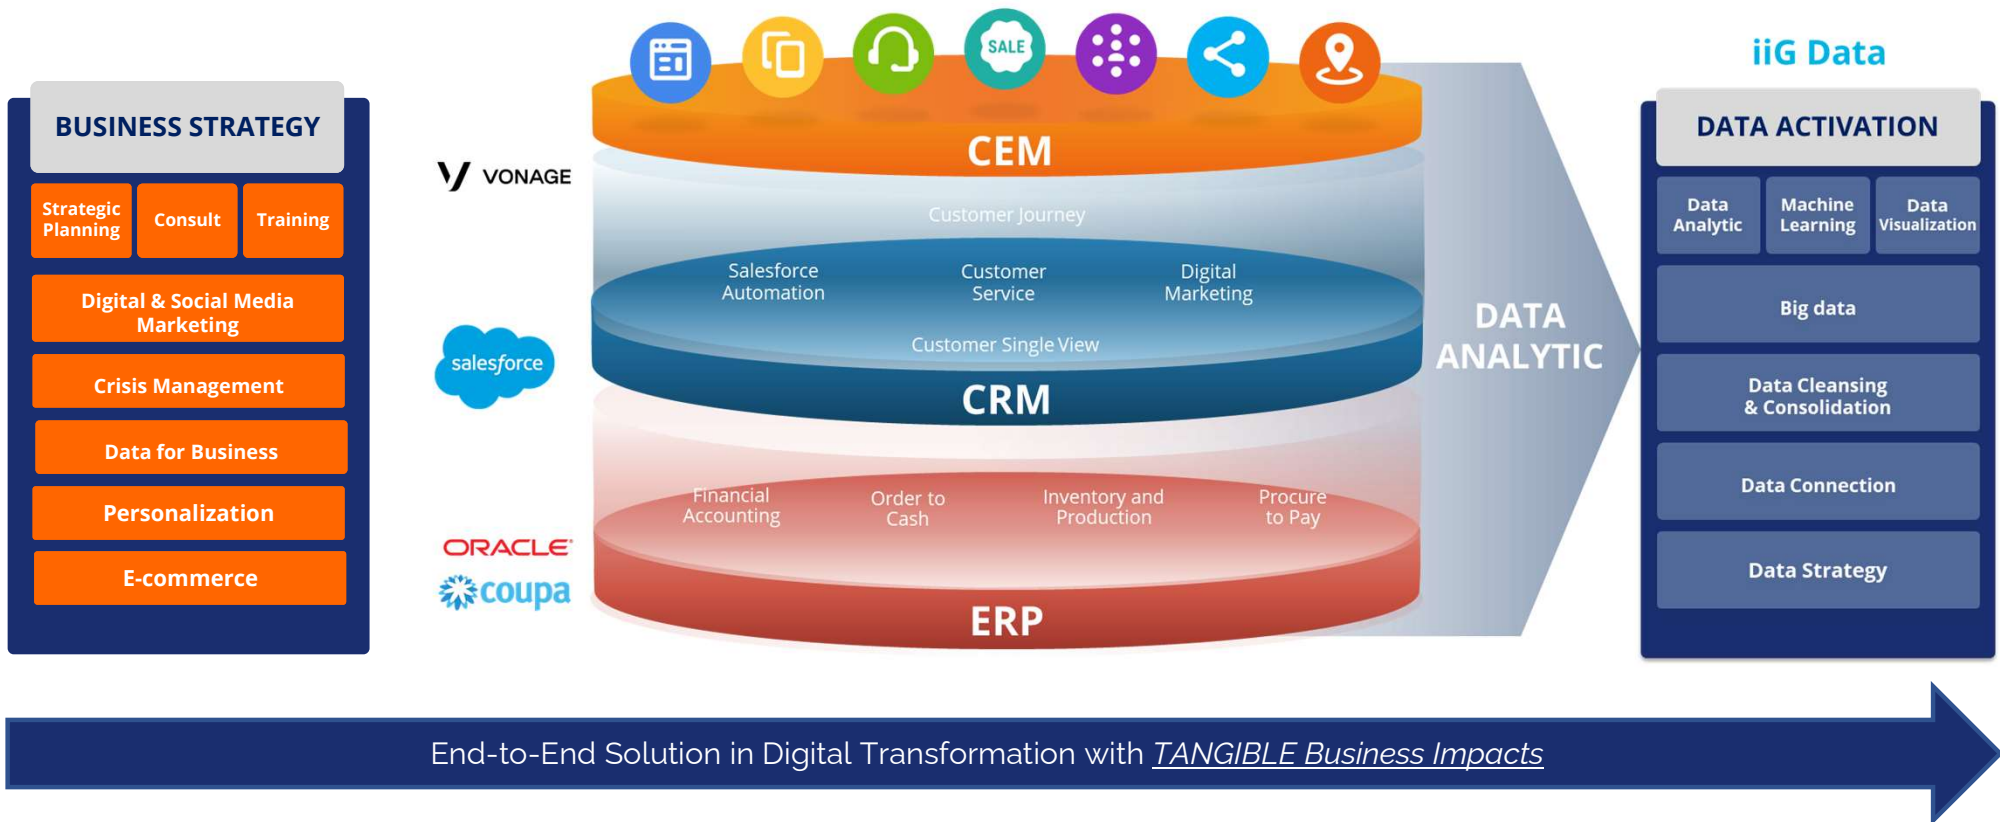 BUSINESS STRATEGY
Strategic
Planning
Consult
Training
Digital & Social Media
Marketing
Crisis Management
Data for Business
Personalization
E-commerce
VONAGE
salesforce
ORACLE
coupa
SALE
CEM
Customer Journey
Salesforce
Automation
Customer
Service
Digital
Marketing
Customer Single View
CRM
Financial
Accounting
Order to
Cash
Inventory and
Production
Procure
to Pay
ERP
DATA
ANALYTIC
iiG Data
DATA ACTIVATION
Data
Analytic
Machine
Learning
Data
Visualization
Big data
Data Cleansing
& Consolidation
Data Connection
Data Strategy
End-to-End Solution in Digital Transformation with TANGIBLE Business Impacts